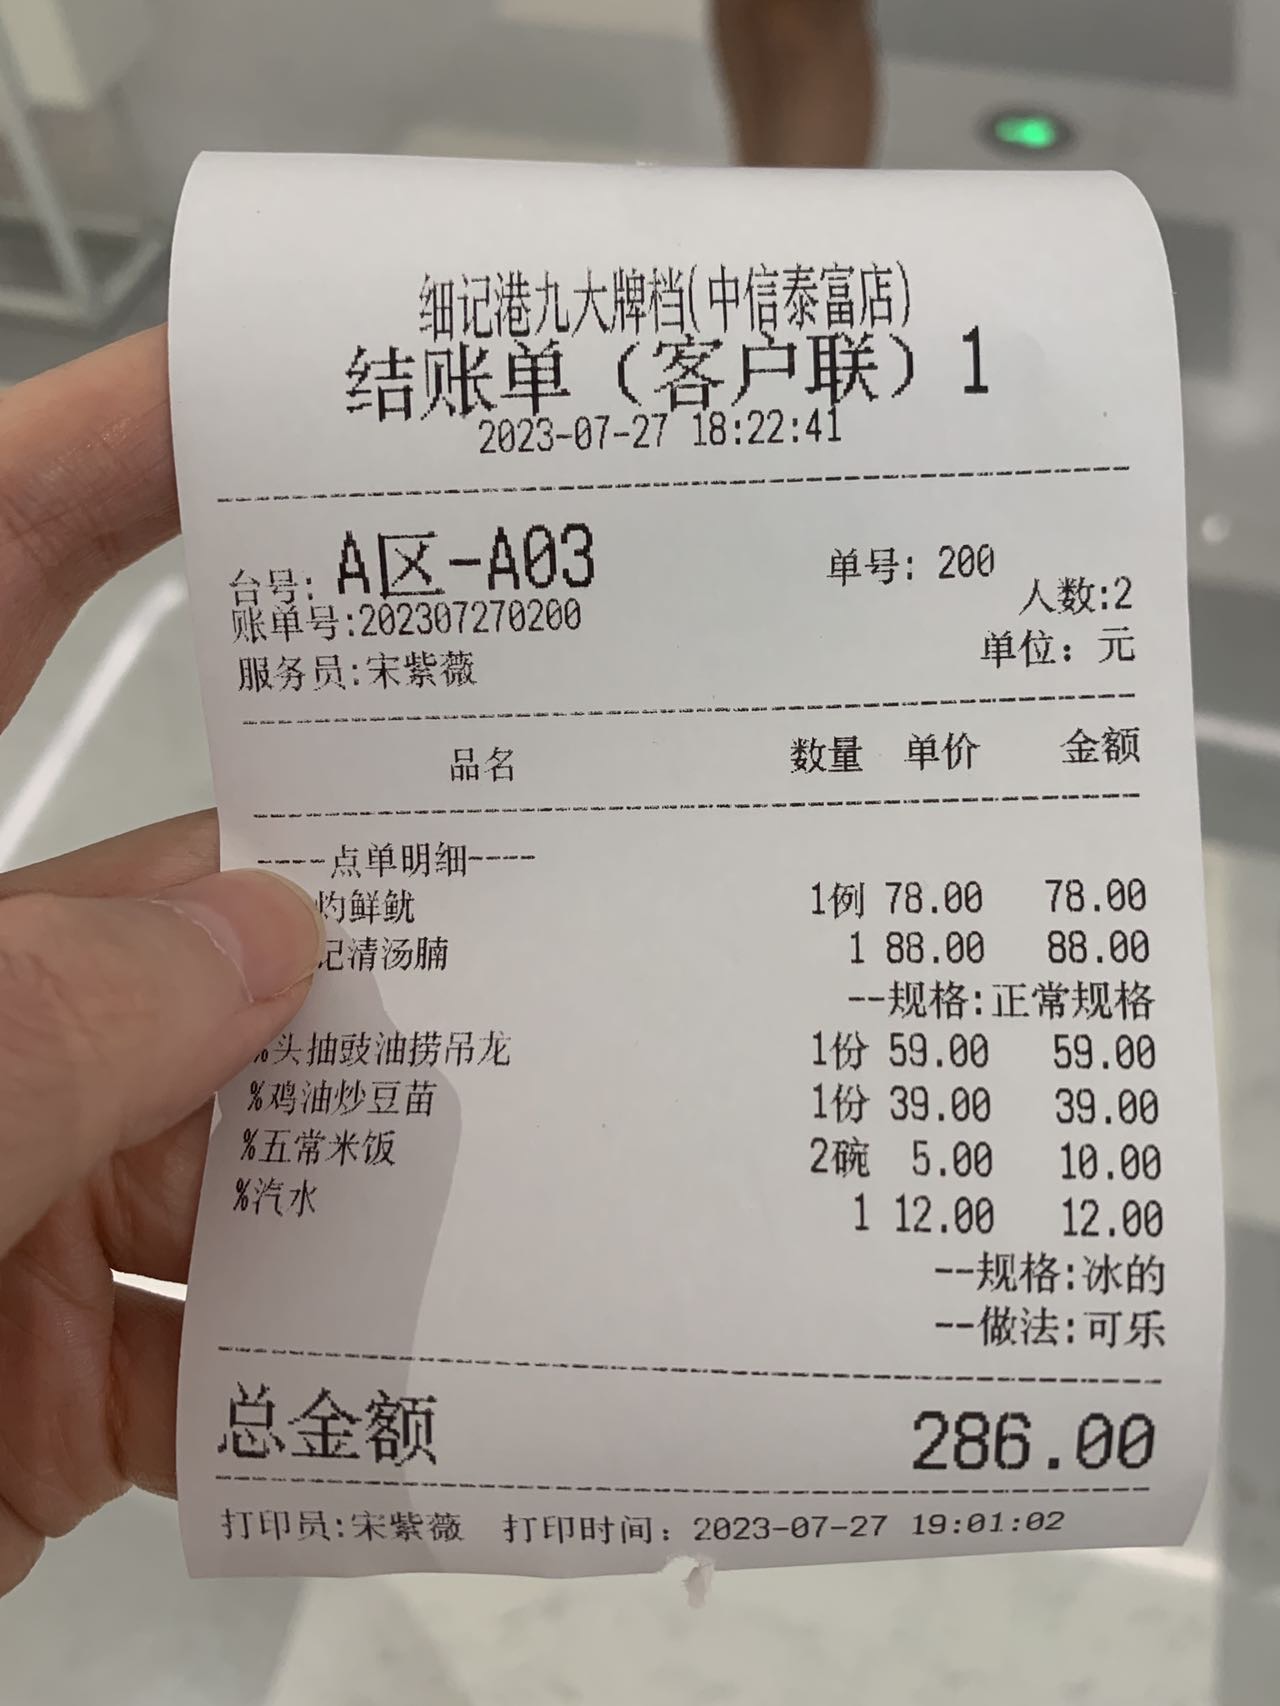 细记港九大牌档(中信泰富店)
结账单（客户联）1
2023-07-27 18:22:41
台号: A区-A03 单号: 200
账单号:202307270200 人数:2
服务员:宋紫薇 单位：元
品名 数量 单价 金额
----点单明细----
灼鲜鱿 1例 78.00 78.00
记清汤腩 1 88.00 88.00
--规格:正常规格
%头抽豉油捞吊龙 1份 59.00 59.00
%鸡油炒豆苗 1份 39.00 39.00
%五常米饭 2碗 5.00 10.00
%汽水 1 12.00 12.00
--规格:冰的
--做法:可乐
总金额 286.00
打印员:宋紫薇 打印时间：2023-07-27 19:01:02